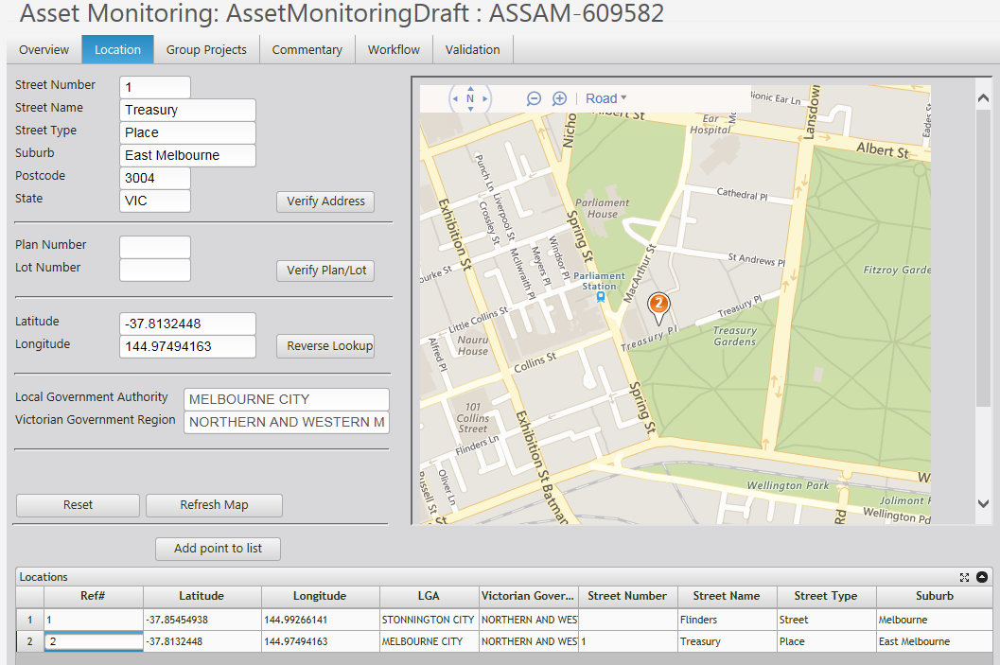 Asset Monitoring: AssetMonitoringDraft : ASSAM-609582
Overview Location Group Projects Commentary Workflow Validation
Street Number 1
Street Name Treasury
Street Type Place
Suburb East Melbourne
Postcode 3004
State VIC Verify Address
Plan Number
Lot Number Verify Plan/Lot
Latitude -37.8132448
Longitude 144.97494163 Reverse Lookup
Local Government Authority MELBOURNE CITY
Victorian Government Region NORTHERN AND WESTERN M
Reset Refresh Map
N Road
Bionic Ear Ln
Lansdown
Eades St
Nicho
Albert St
Ear
Hospital
Mo
Albert St
Punch Ln
Liverpool St
Crossley St
Exhibition St
Parliament
House
Cathedral Pl
Spring St
Windsor Pl
Meyers Pl
Mcilwraith Pl
MacArthur St
St Andrews Pl
Fitzroy Garde
ourke St
Parliament
Station
2
Little Collins St
Treasury Pl
Treasury Pl
Treasury
Gardens
Nauru
House
Alfred Pl
Collins St
101
Collins
Street
Spring St
Flinders Ln
Exhibition St
Oliver Ln
Russell St
St
Batman
Wellington Park
W
Jolimont R
Wellington Pd
Rd
Add point to list
Locations
Ref# Latitude Longitude LGA Victorian Gover... Street Number Street Name Street Type Suburb
1 1 -37.85454938 144.99266141 STONNINGTON CITY NORTHERN AND WES Flinders Street Melbourne
2 2 -37.8132448 144.97494163 MELBOURNE CITY NORTHERN AND WES 1 Treasury Place East Melbourne